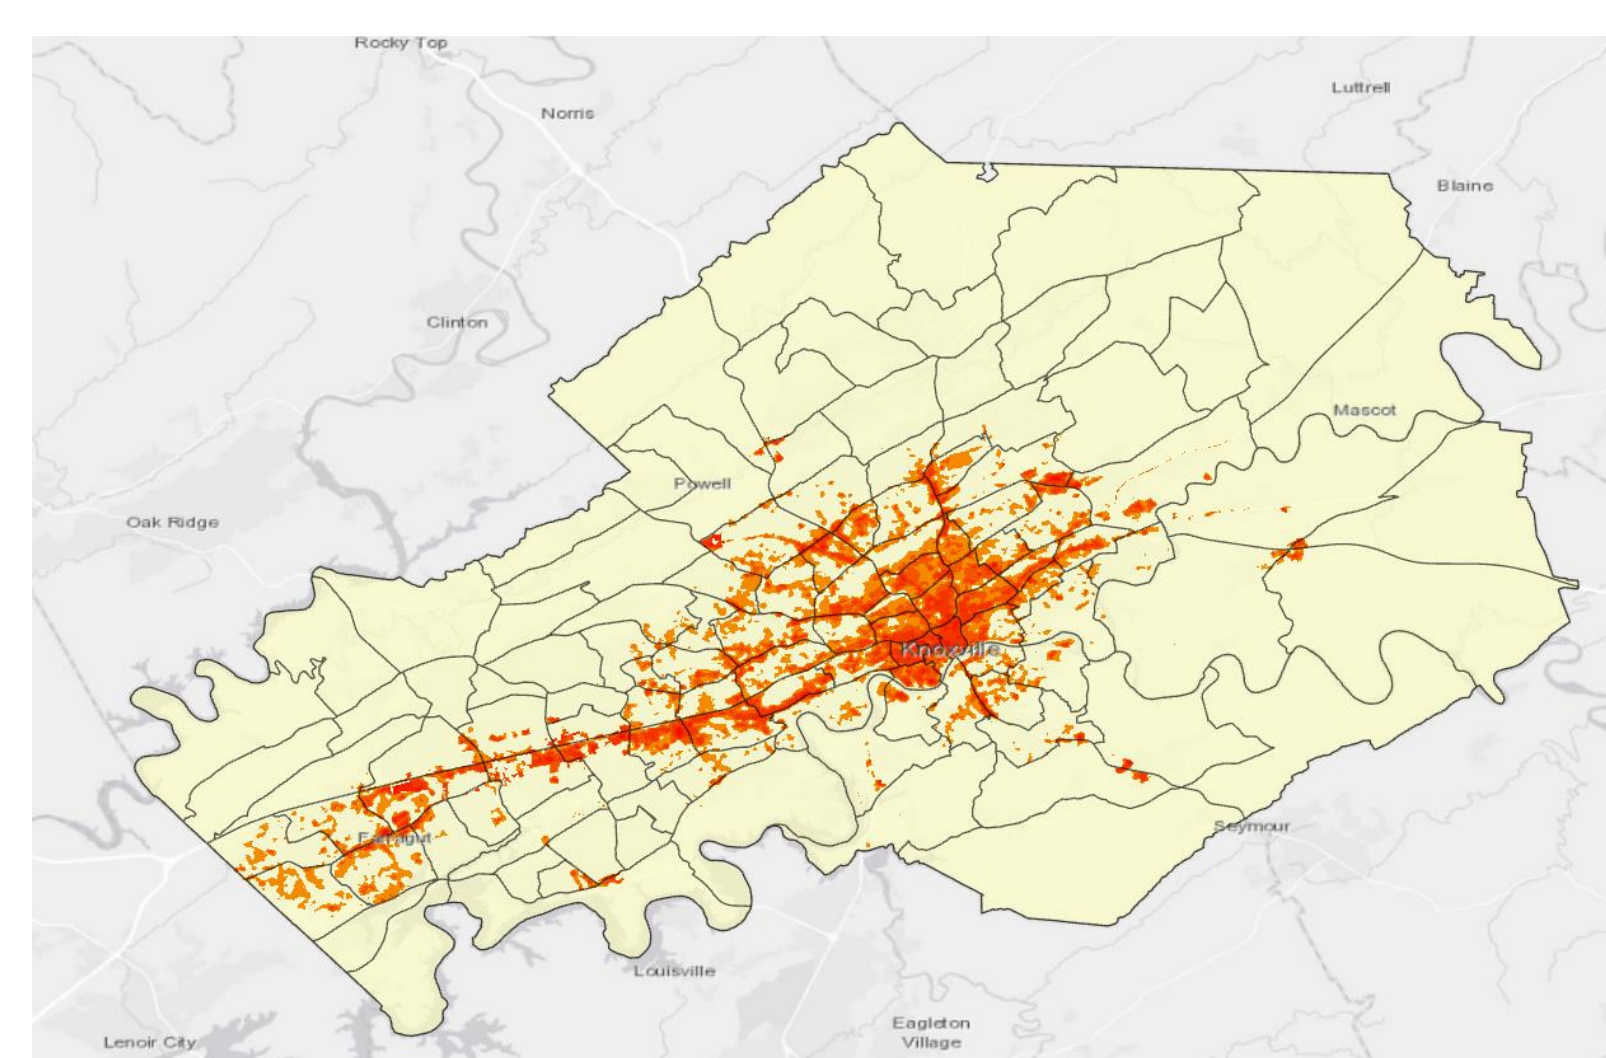 Rocky Top
Luttrell
Norris
Blaine
Clinton
Mascot
Powell
Oak Ridge
Knoxville
Seymour
Farragut
Louisville
Eagleton
Village
Lenoir City